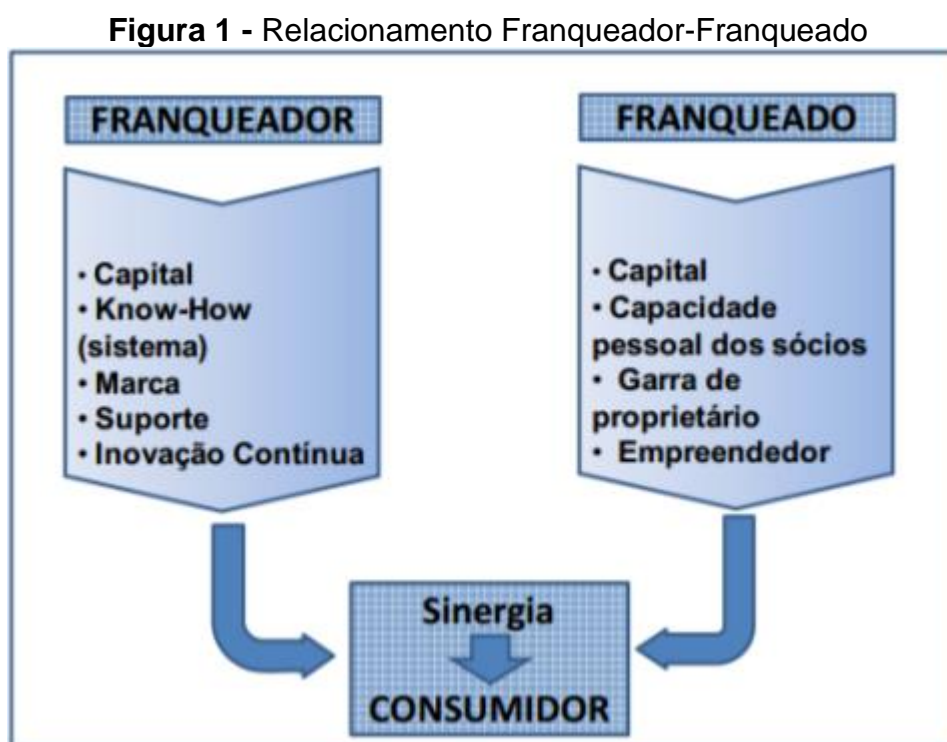 Figura 1 - Relacionamento Franqueador-Franqueado
FRANQUEADOR
• Capital
• Know-How
(sistema)
• Marca
• Suporte
• Inovação Contínua
FRANQUEADO
• Capital
• Capacidade
pessoal dos sócios
• Garra de
proprietário
• Empreendedor
Sinergia
CONSUMIDOR